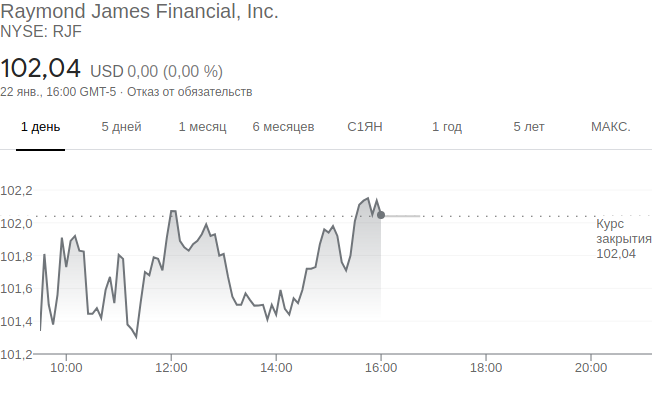 Raymond James Financial, Inc.
NYSE: RJF
102,04 USD 0,00 (0,00 %)
22 янв., 16:00 GMT-5 · Отказ от обязательств
1 день 5 дней 1 месяц 6 месяцев С1ЯН 1 год 5 лет МАКС.
102,2
102,0
101,8
101,6
101,4
101,2
Курс
закрытия
102,04
10:00 12:00 14:00 16:00 18:00 20:00